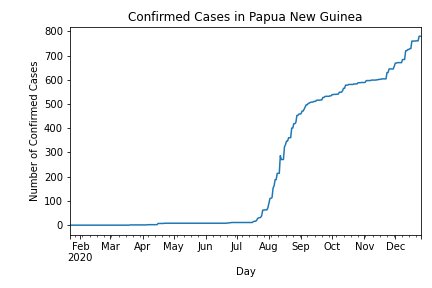 Confirmed Cases in Papua New Guinea
800
700
600
500
400
300
200
100
0
Number of Confirmed Cases
Feb Mar Apr May Jun Jul Aug Sep Oct Nov Dec
2020
Day